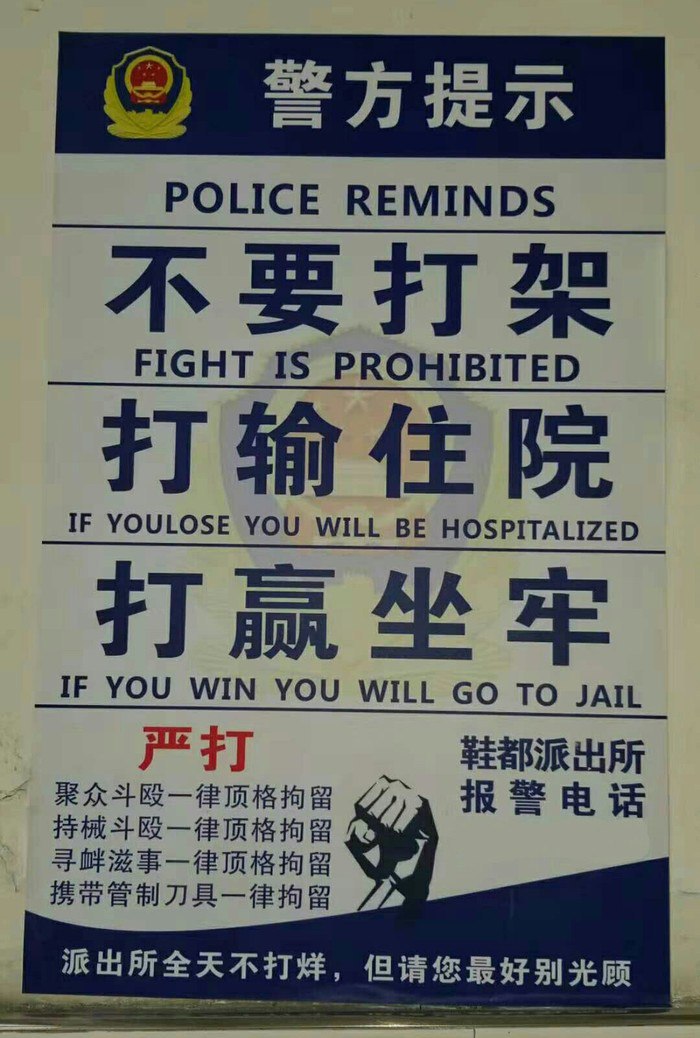 警方提示
POLICE REMINDS
不要打架
FIGHT IS PROHIBITED
打输住院
IF YOULOSE YOU WILL BE HOSPITALIZED
打赢坐牢
IF YOU WIN YOU WILL GO TO JAIL
严打
聚众斗殴一律顶格拘留
持械斗殴一律顶格拘留
寻衅滋事一律顶格拘留
携带管制刀具一律拘留
鞋都派出所
报警电话
派出所全天不打烊，但请您最好别光顾